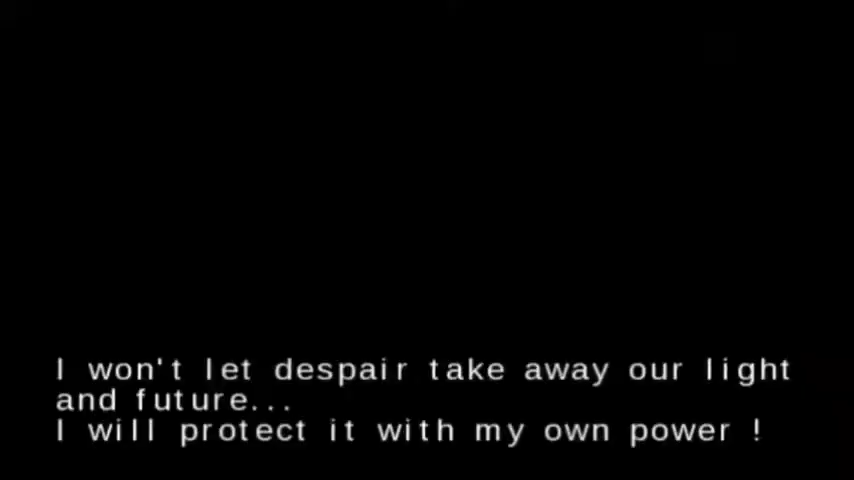 I won't let despair take away our light
and future...
I will protect it with my own power !